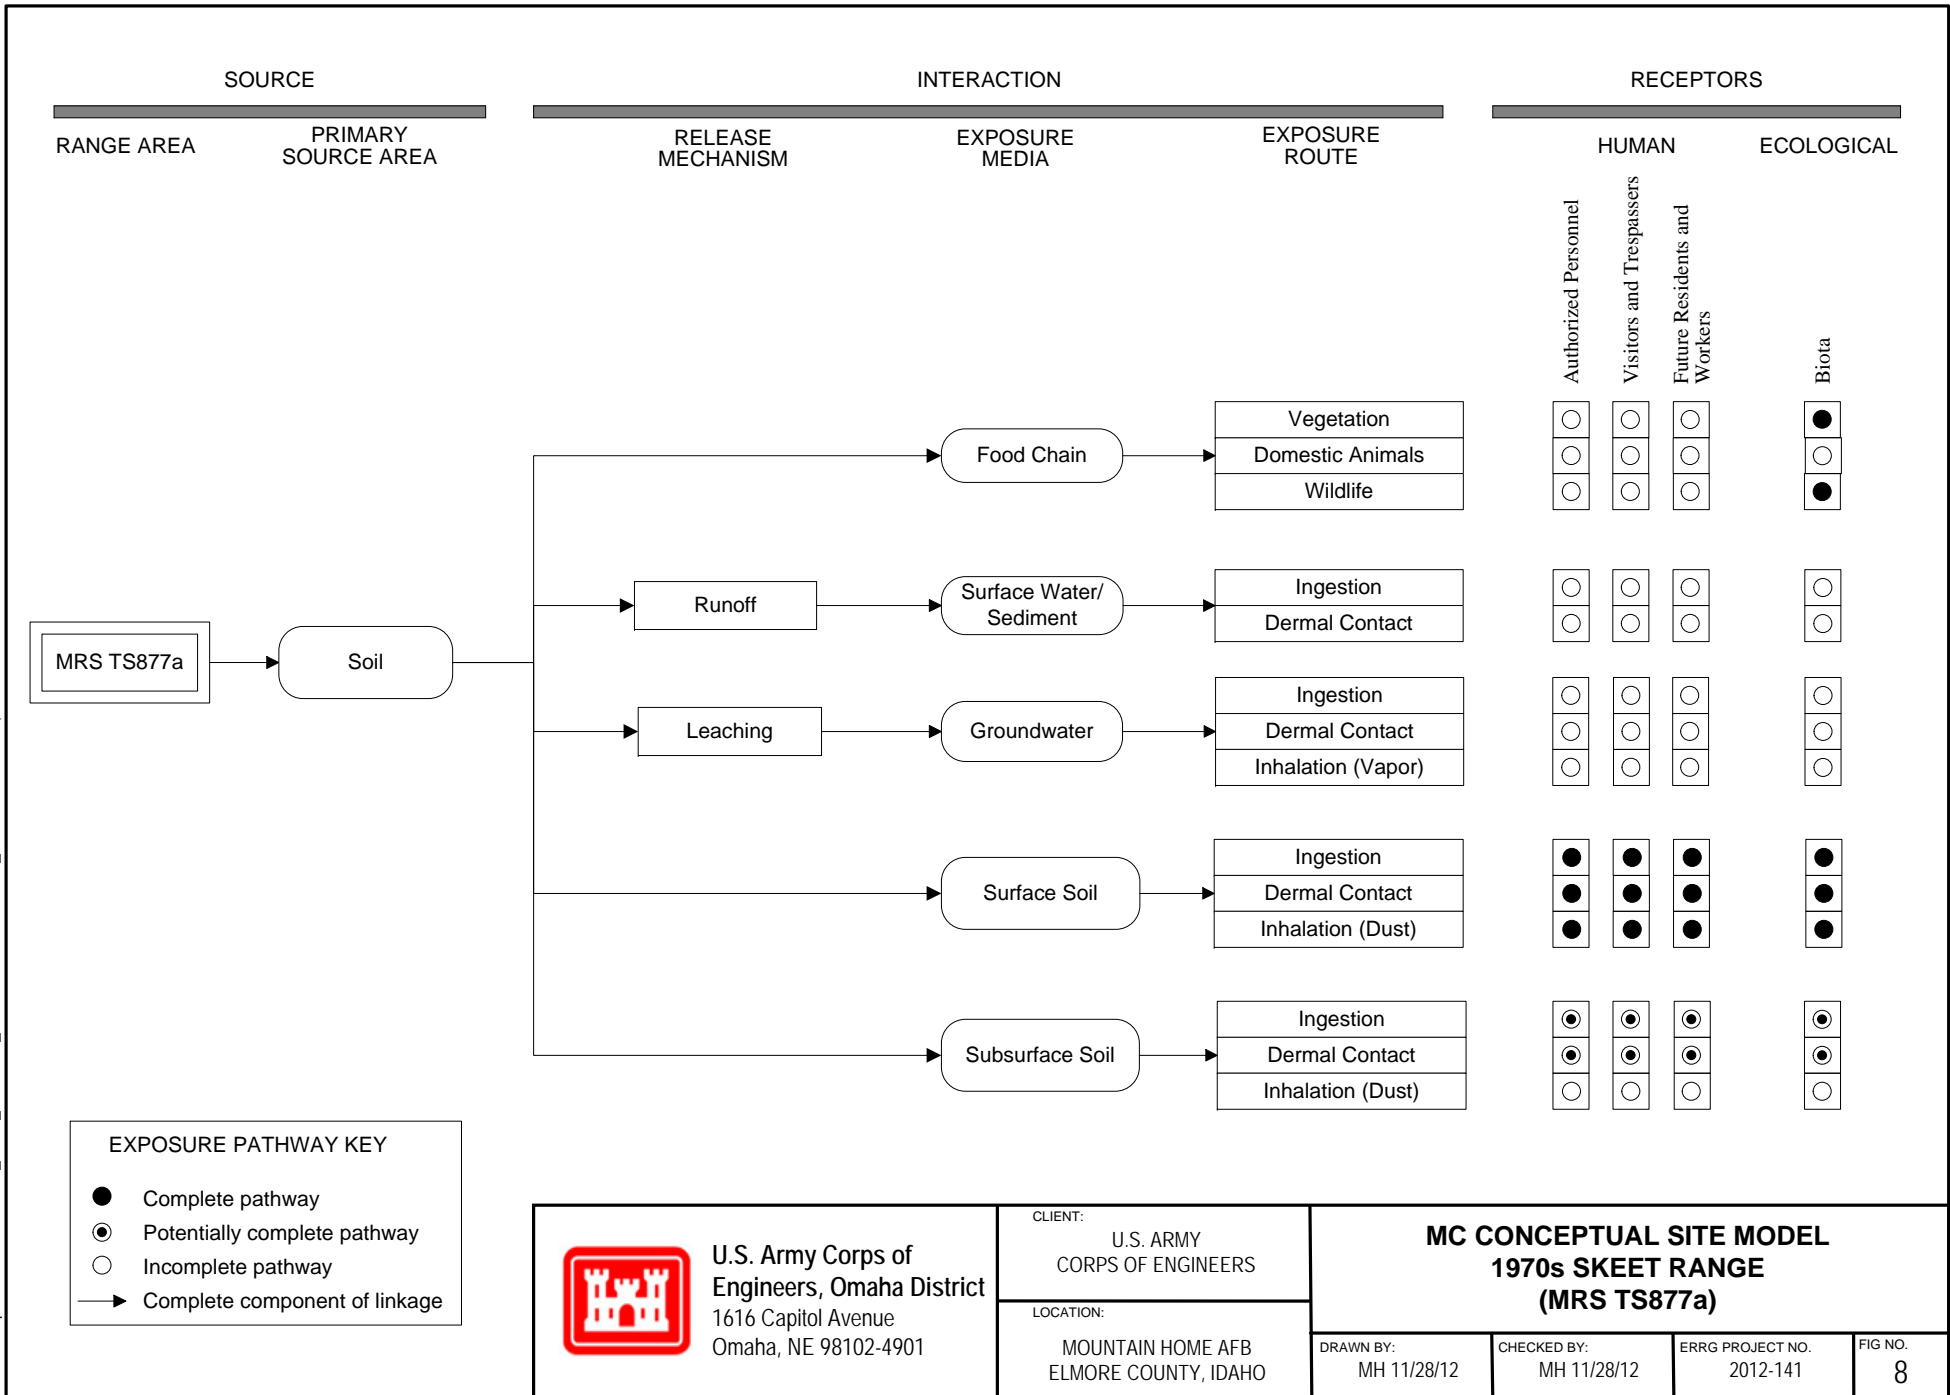 SOURCE
INTERACTION
RECEPTORS
RANGE AREA
PRIMARY
SOURCE AREA
RELEASE
MECHANISM
EXPOSURE
MEDIA
EXPOSURE
ROUTE
HUMAN
ECOLOGICAL
Authorized Personnel
Visitors and Trespassers
Future Residents and
Workers
Biota
Food Chain
Vegetation
Domestic Animals
Wildlife
Runoff
Surface Water/
Sediment
Ingestion
Dermal Contact
MRS TS877a
Soil
Leaching
Groundwater
Ingestion
Dermal Contact
Inhalation (Vapor)
Surface Soil
Ingestion
Dermal Contact
Inhalation (Dust)
Subsurface Soil
Ingestion
Dermal Contact
Inhalation (Dust)
EXPOSURE PATHWAY KEY
Complete pathway
Potentially complete pathway
Incomplete pathway
Complete component of linkage
U.S. Army Corps of
Engineers, Omaha District
1616 Capitol Avenue
Omaha, NE 98102-4901
CLIENT:
U.S. ARMY
CORPS OF ENGINEERS
LOCATION:
MOUNTAIN HOME AFB
ELMORE COUNTY, IDAHO
MC CONCEPTUAL SITE MODEL
1970s SKEET RANGE
(MRS TS877a)
DRAWN BY:
MH 11/28/12
CHECKED BY:
MH 11/28/12
ERRG PROJECT NO.
2012-141
FIG NO.
8